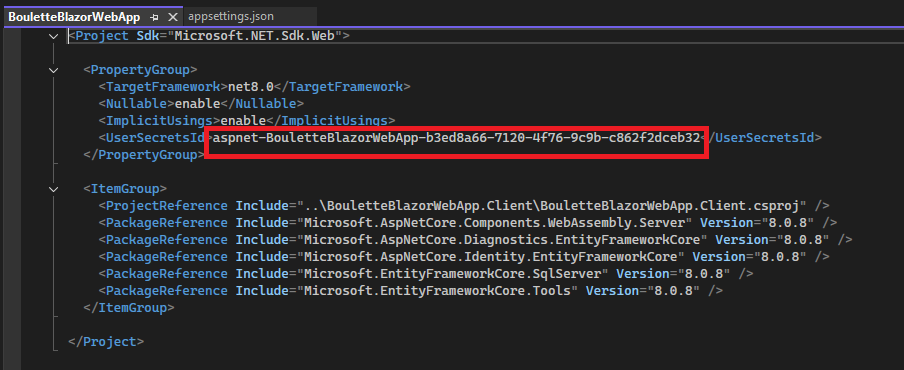 BouletteBlazorWebApp appsettings.json
<Project Sdk="Microsoft.NET.Sdk.Web">
<PropertyGroup>
<TargetFramework>net8.0</TargetFramework>
<Nullable>enable</Nullable>
<ImplicitUsings>enable</ImplicitUsings>
<UserSecretsId>aspnet-BouletteBlazorWebApp-b3ed8a66-7120-4f76-9c9b-c862f2dceb32</UserSecretsId>
</PropertyGroup>
<ItemGroup>
<ProjectReference Include="..\BouletteBlazorWebApp.Client\BouletteBlazorWebApp.Client.csproj" />
<PackageReference Include="Microsoft.AspNetCore.Components.WebAssembly.Server" Version="8.0.8" />
<PackageReference Include="Microsoft.AspNetCore.Diagnostics.EntityFrameworkCore" Version="8.0.8" />
<PackageReference Include="Microsoft.AspNetCore.Identity.EntityFrameworkCore" Version="8.0.8" />
<PackageReference Include="Microsoft.EntityFrameworkCore.SqlServer" Version="8.0.8" />
<PackageReference Include="Microsoft.EntityFrameworkCore.Tools" Version="8.0.8" />
</ItemGroup>
</Project>